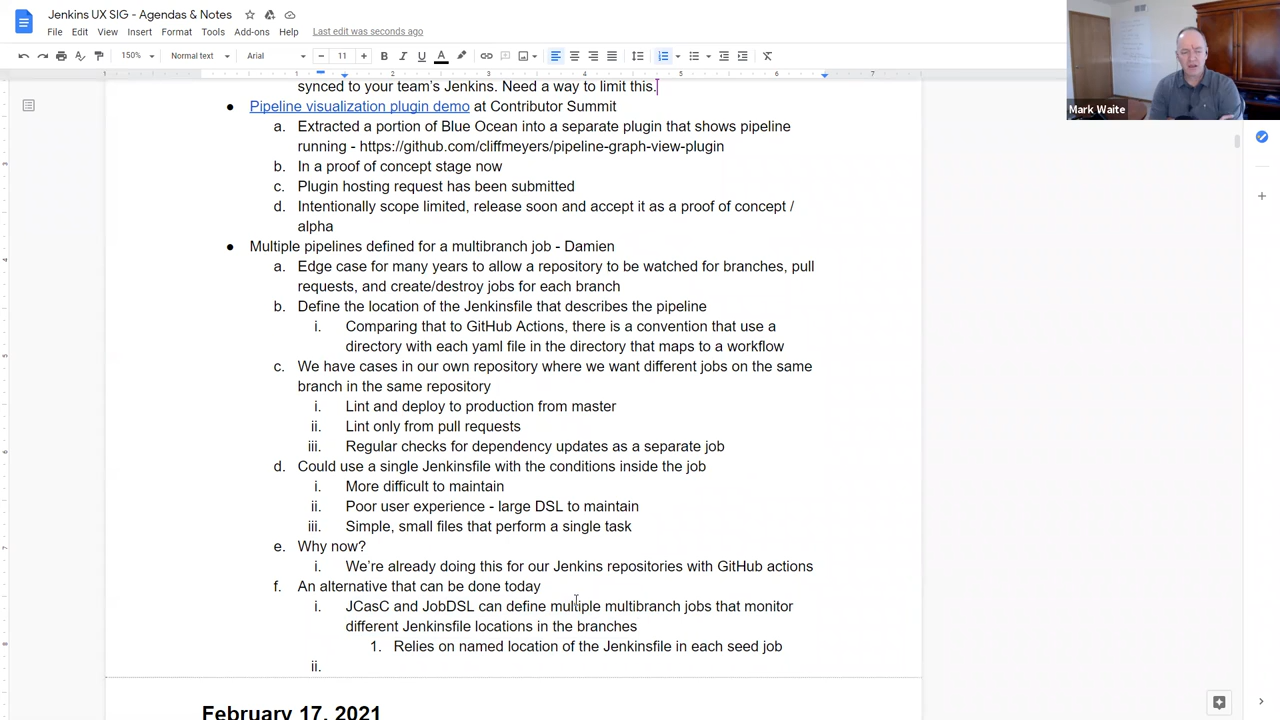 Jenkins UX SIG - Agendas & Notes
File Edit View Insert Format Tools Add-ons Help Last edit was seconds ago
150% Normal text Arial 11
1 1 2 3 4 5 6 7
synced to your team's Jenkins. Need a way to limit this.
● Pipeline visualization plugin demo at Contributor Summit
a. Extracted a portion of Blue Ocean into a separate plugin that shows pipeline
running - https://github.com/cliffmeyers/pipeline-graph-view-plugin
b. In a proof of concept stage now
c. Plugin hosting request has been submitted
d. Intentionally scope limited, release soon and accept it as a proof of concept /
alpha
● Multiple pipelines defined for a multibranch job - Damien
a. Edge case for many years to allow a repository to be watched for branches, pull
requests, and create/destroy jobs for each branch
b. Define the location of the Jenkinsfile that describes the pipeline
i. Comparing that to GitHub Actions, there is a convention that use a
directory with each yaml file in the directory that maps to a workflow
c. We have cases in our own repository where we want different jobs on the same
branch in the same repository
i. Lint and deploy to production from master
ii. Lint only from pull requests
iii. Regular checks for dependency updates as a separate job
d. Could use a single Jenkinsfile with the conditions inside the job
i. More difficult to maintain
ii. Poor user experience - large DSL to maintain
iii. Simple, small files that perform a single task
e. Why now?
i. We're already doing this for our Jenkins repositories with GitHub actions
f. An alternative that can be done today
i. JCasC and JobDSL can define multiple multibranch jobs that monitor
different Jenkinsfile locations in the branches
1. Relies on named location of the Jenkinsfile in each seed job
ii.
February 17, 2021
Mark Waite